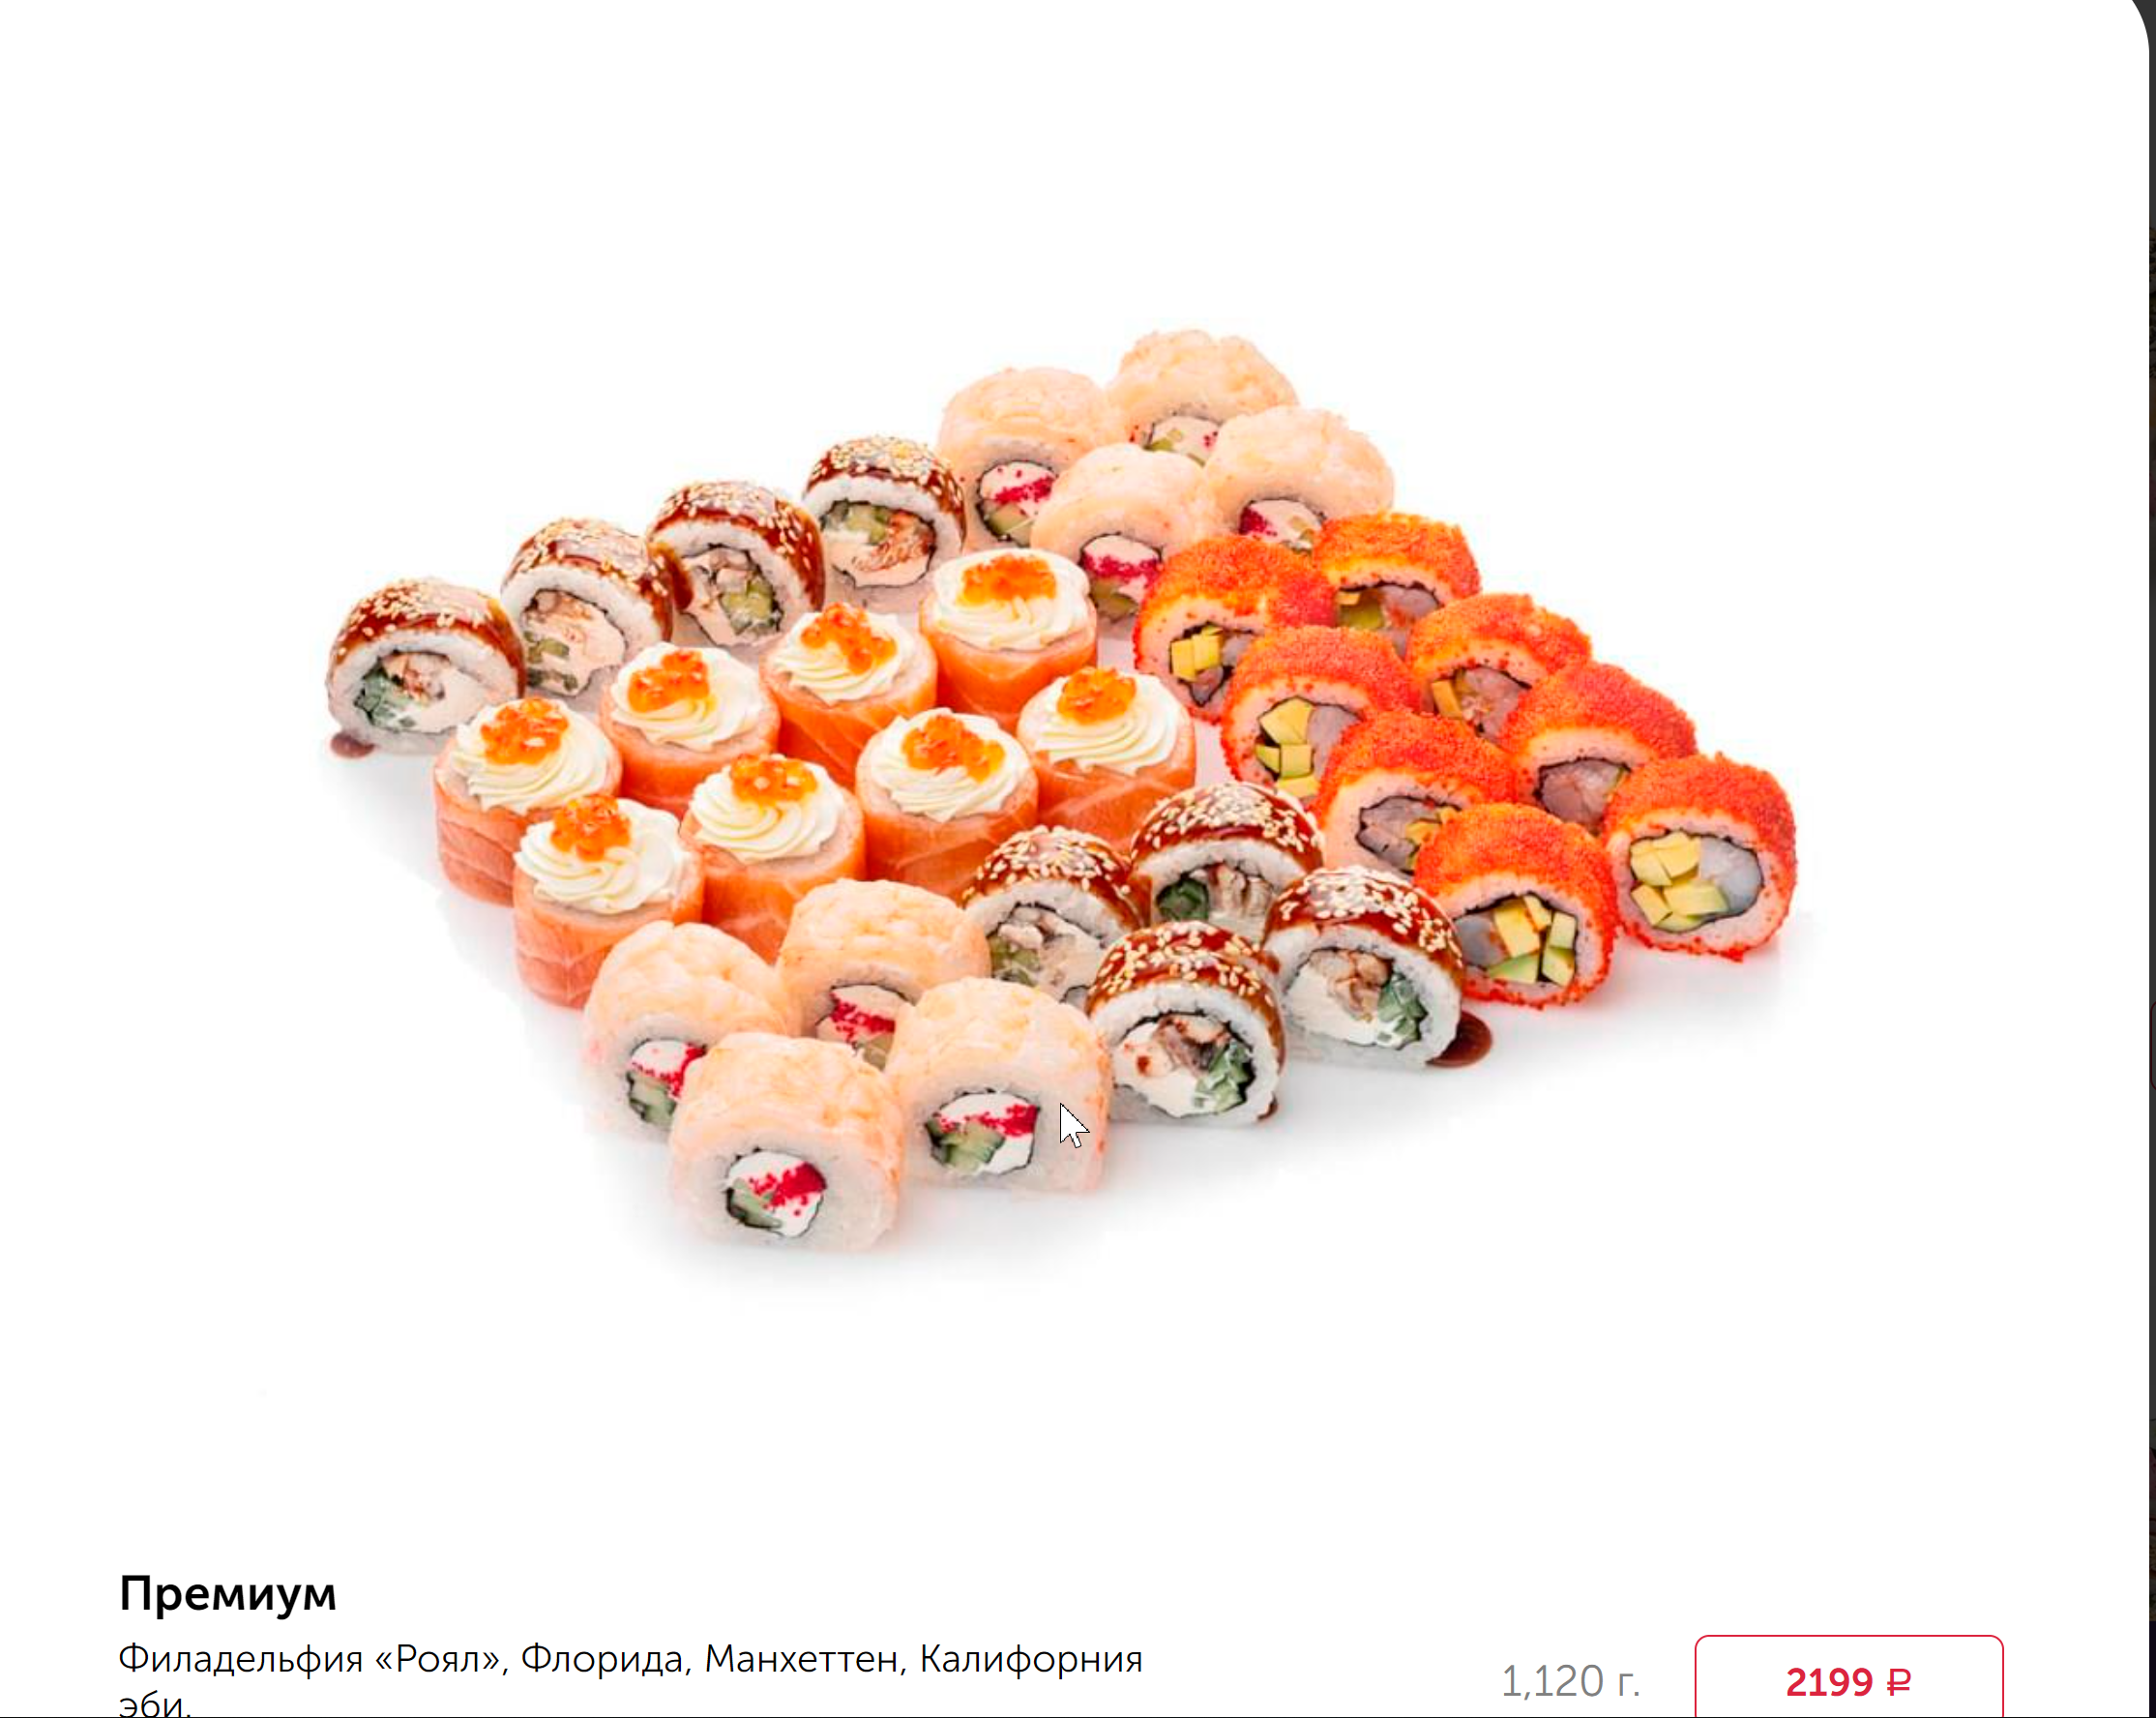 Премиум
Филадельфия «Роял», Флорида, Манхеттен, Калифорния
эби.
1,120 г.
2199 ₽